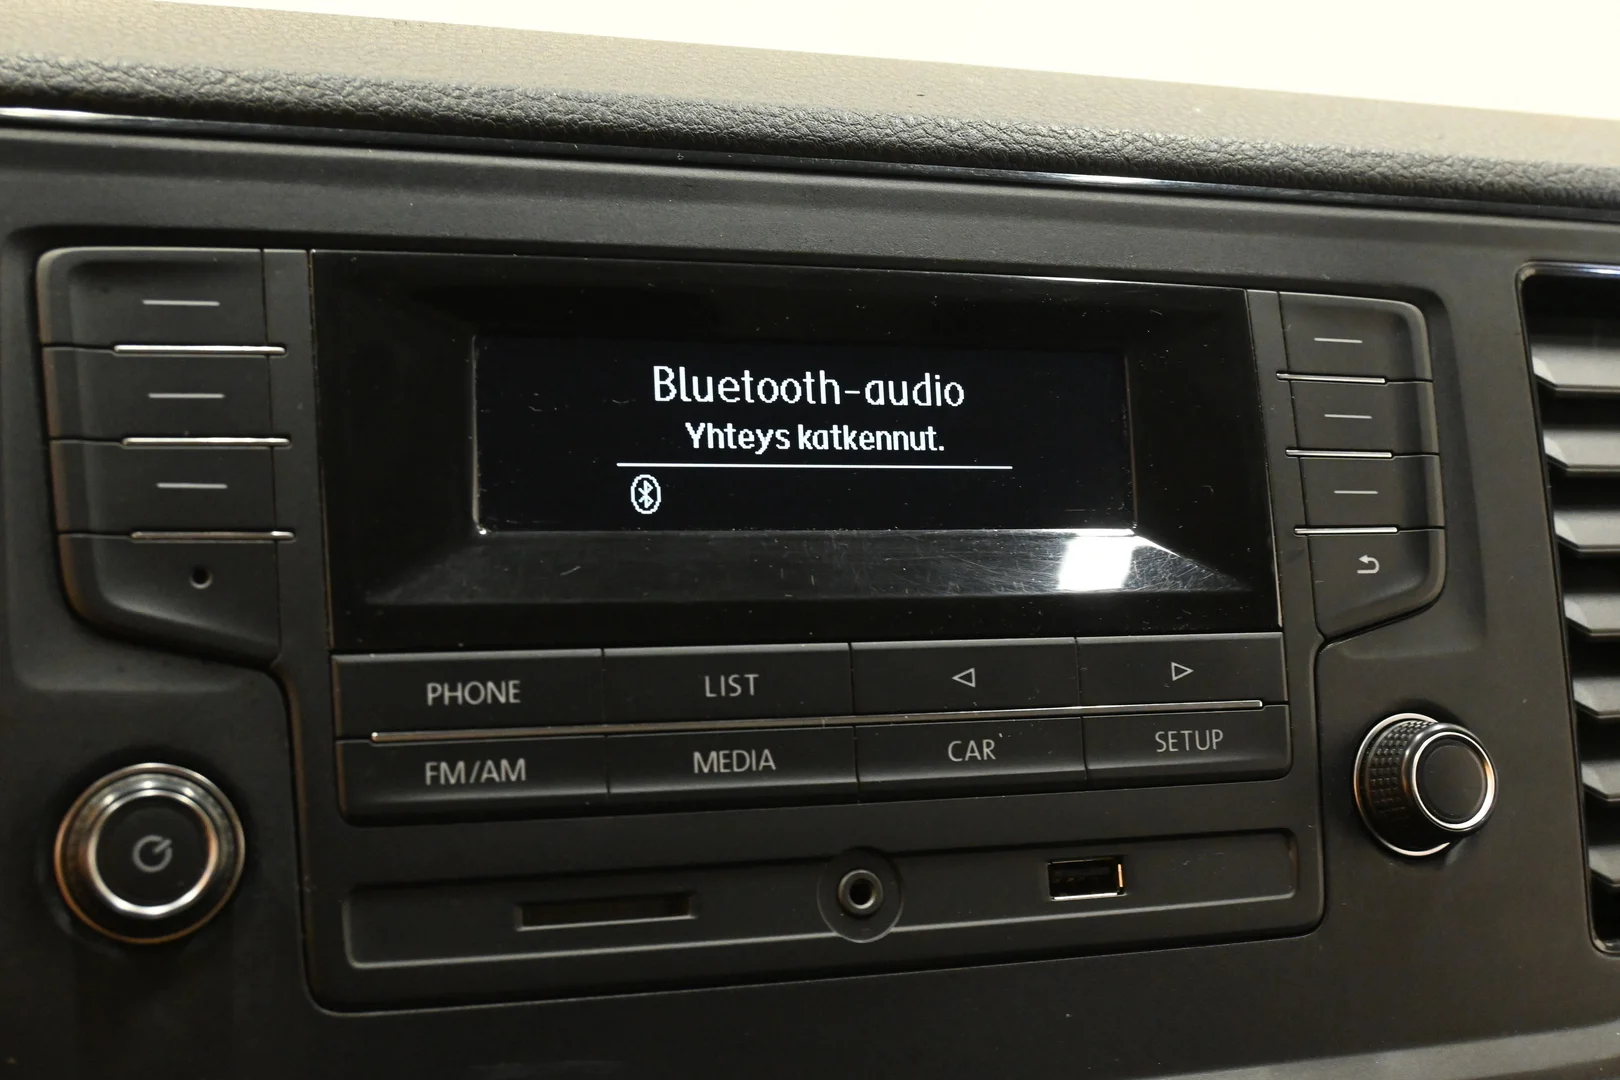 Bluetooth-audio
Yhteys katkennut.
PHONE LIST
FM/AM MEDIA CAR SETUP